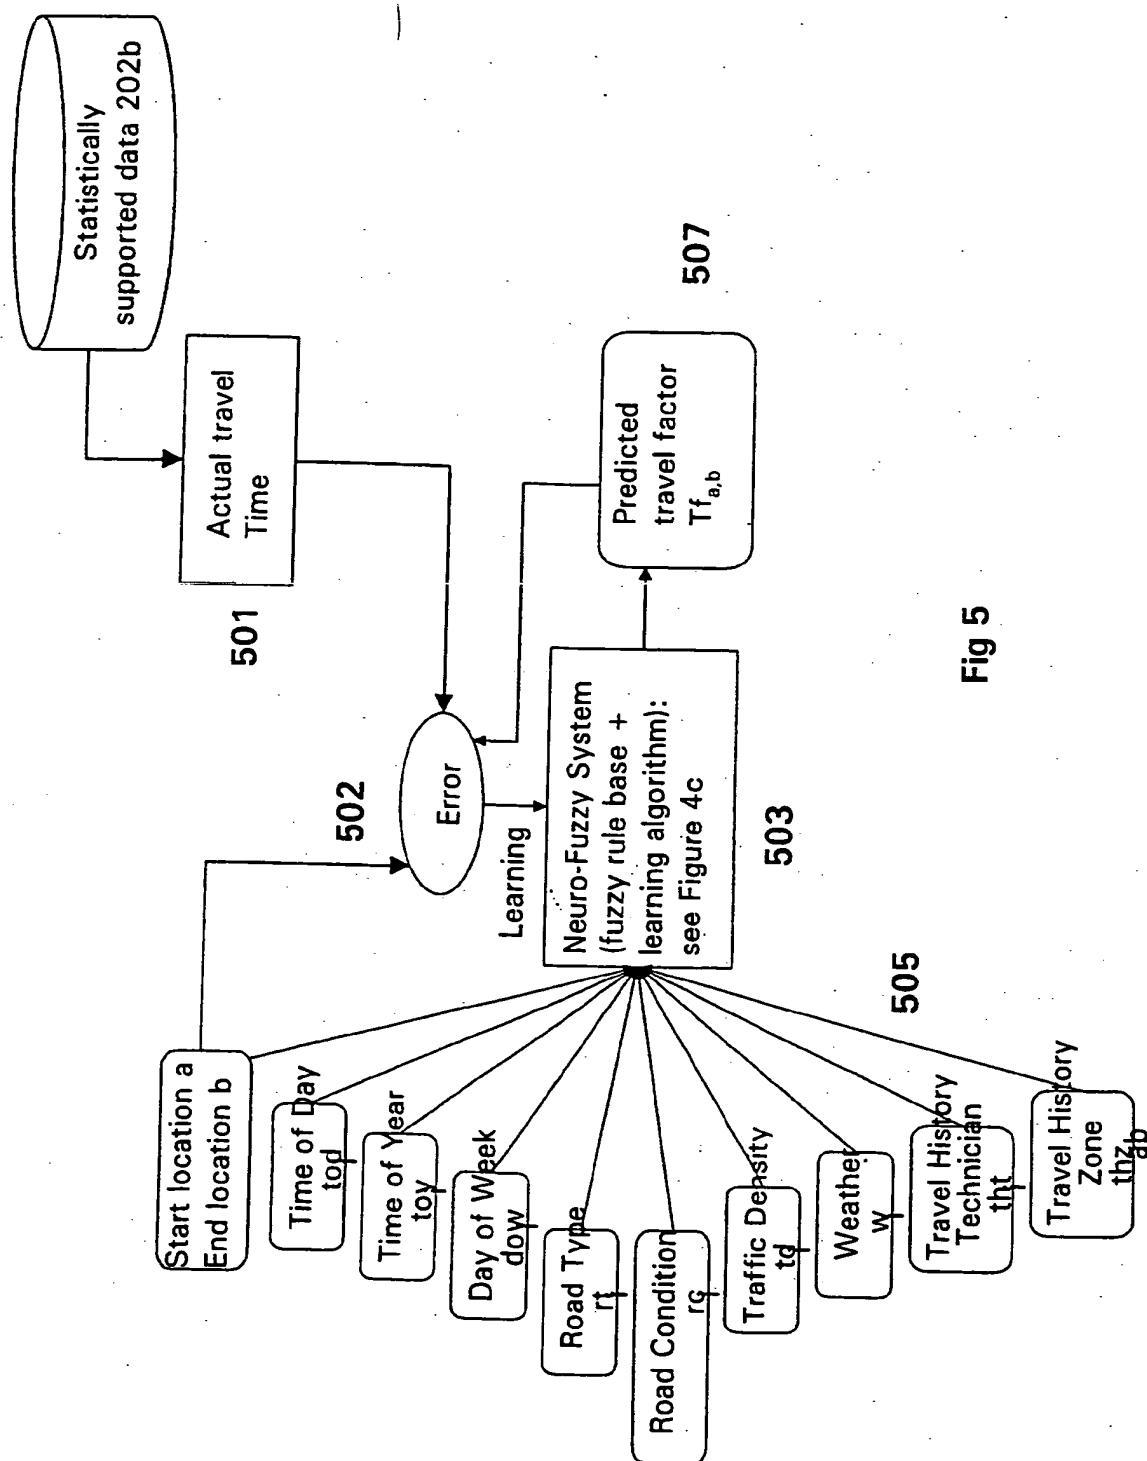 Statistically
supported data 202b
Actual travel
Time
501
502
Error
Learning
Neuro-Fuzzy System
(fuzzy rule base +
learning algorithm):
see Figure 4c
503
Predicted
travel factor
Tfa,b
507
505
Start location a
End location b
Time of Day
tod
Time of Year
toy
Day of Week
dow
Road Type
rt
Road Condition
rc
Traffic Density
td
Weather
w
Travel History
Technician
tht
Travel History
Zone
thz
ab
Fig 5